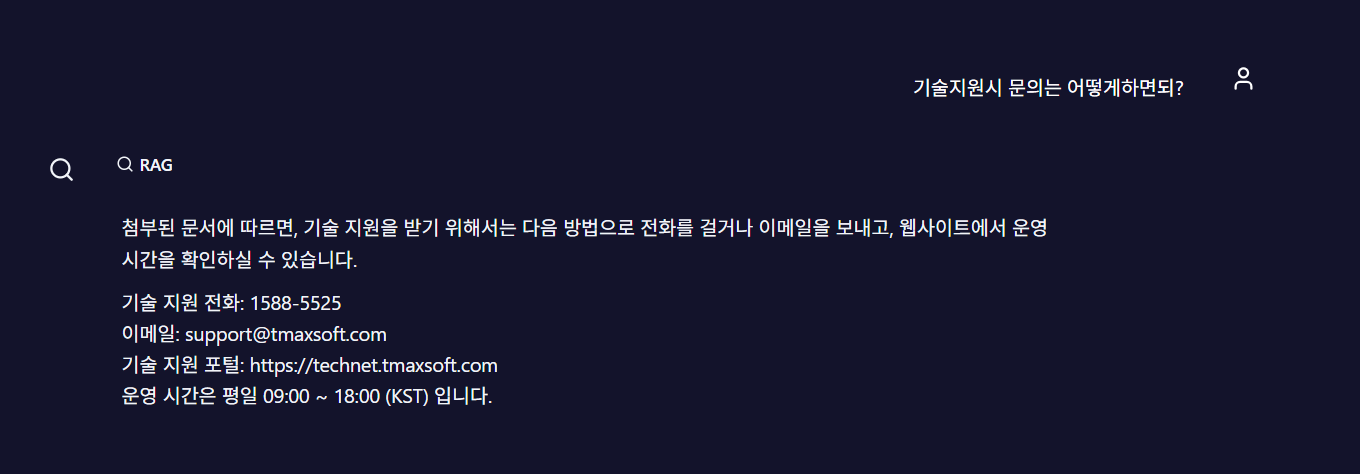 기술지원시 문의는 어떻게하면되?
RAG
첨부된 문서에 따르면, 기술 지원을 받기 위해서는 다음 방법으로 전화를 걸거나 이메일을 보내고, 웹사이트에서 운영
시간을 확인하실 수 있습니다.
기술 지원 전화: 1588-5525
이메일: support@tmaxsoft.com
기술 지원 포털: https://technet.tmaxsoft.com
운영 시간은 평일 09:00 ~ 18:00 (KST) 입니다.